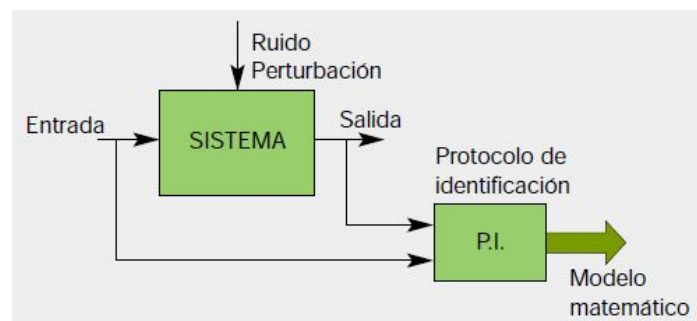 Ruido
Perturbación
Entrada
SISTEMA
Salida
Protocolo de
identificación
P.I.
Modelo
matemático